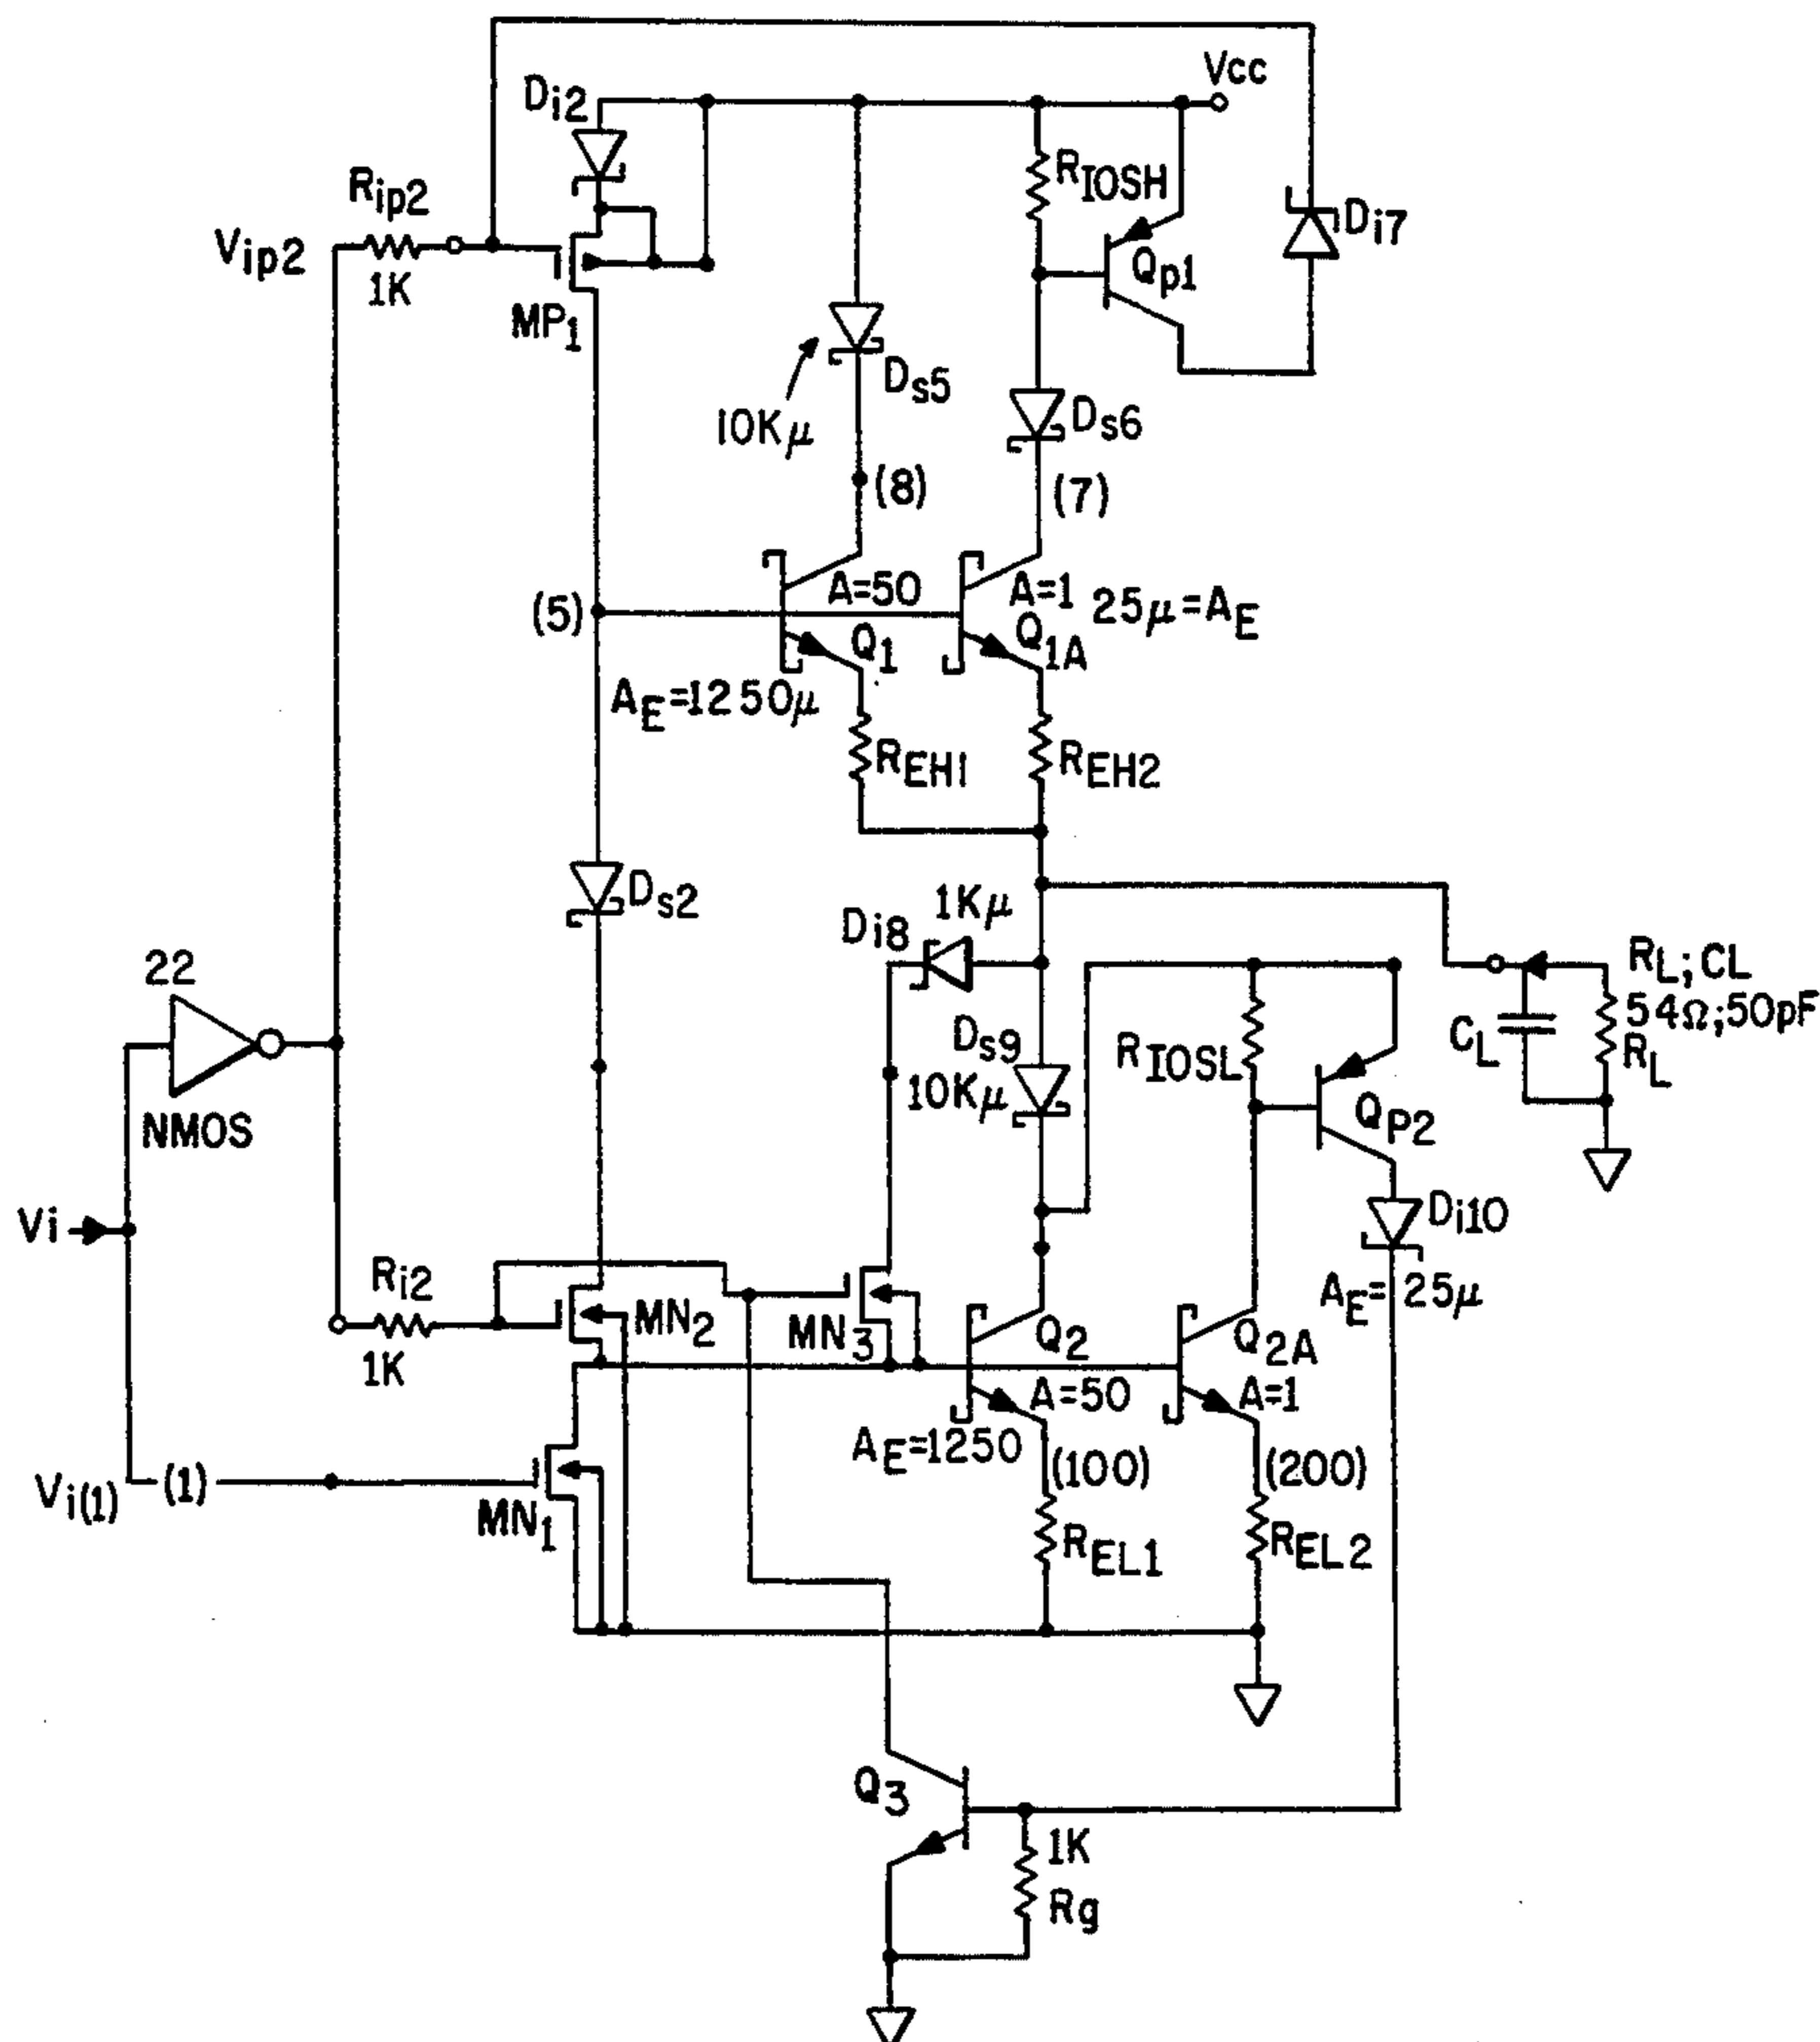 Vcc
Di2
Rip2
RIOSH
Di7
Vip2
Qp1
1K
MP1
Ds5
Ds6
10Kμ
(8)
(7)
A=50
A=1
25μ=AE
(5)
Q1
Q1A
AE=1250μ
REH1
REH2
Ds2
1Kμ
Di8
22
RL;CL
54Ω;50pF
Ds9
RIOSL
CL
RL
10Kμ
QP2
NMOS
Di10
Vi
Ri2
AE=25μ
MN2
MN3
Q2
Q2A
1K
A=50
A=1
AE=1250
(100)
(200)
Vi(1)
(1)
MN1
REL1
REL2
Q3
1K
Rg